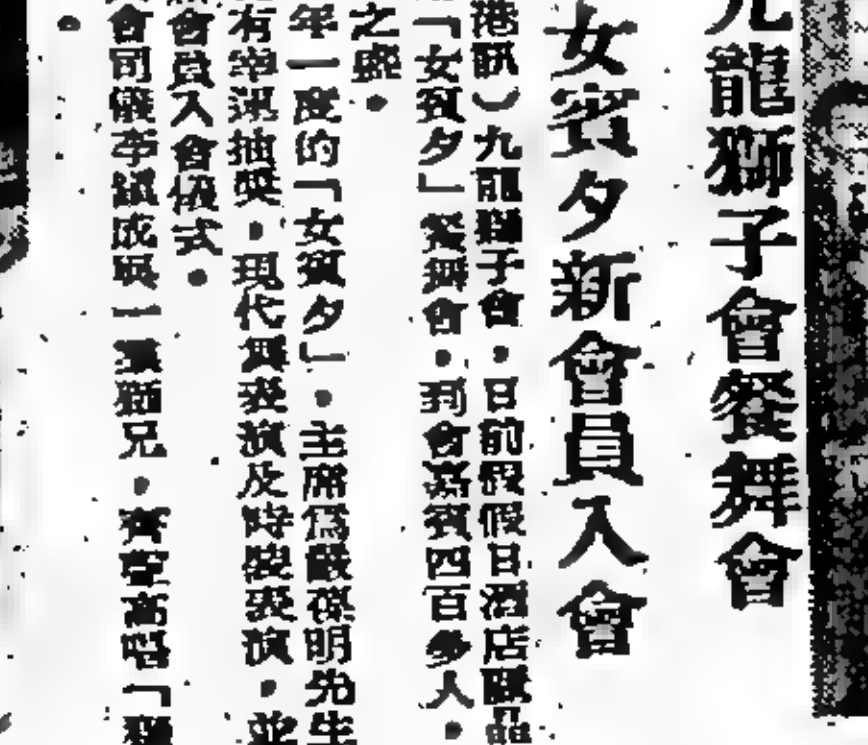 九龍獅子會餐舞會
女賓夕新會員入會
港訊)九龍獅子會.日前假假日酒店
「女賓夕」餐舞會.到會嘉賓四百多人.
之處.
年一度的「女賓夕」.主席為嚴葆明先生
有幸運抽獎.現代舞表演及時裝表演.並
會員入會儀式.
會司儀李鎮成與一眾獅兄.齊聲高唱「獅